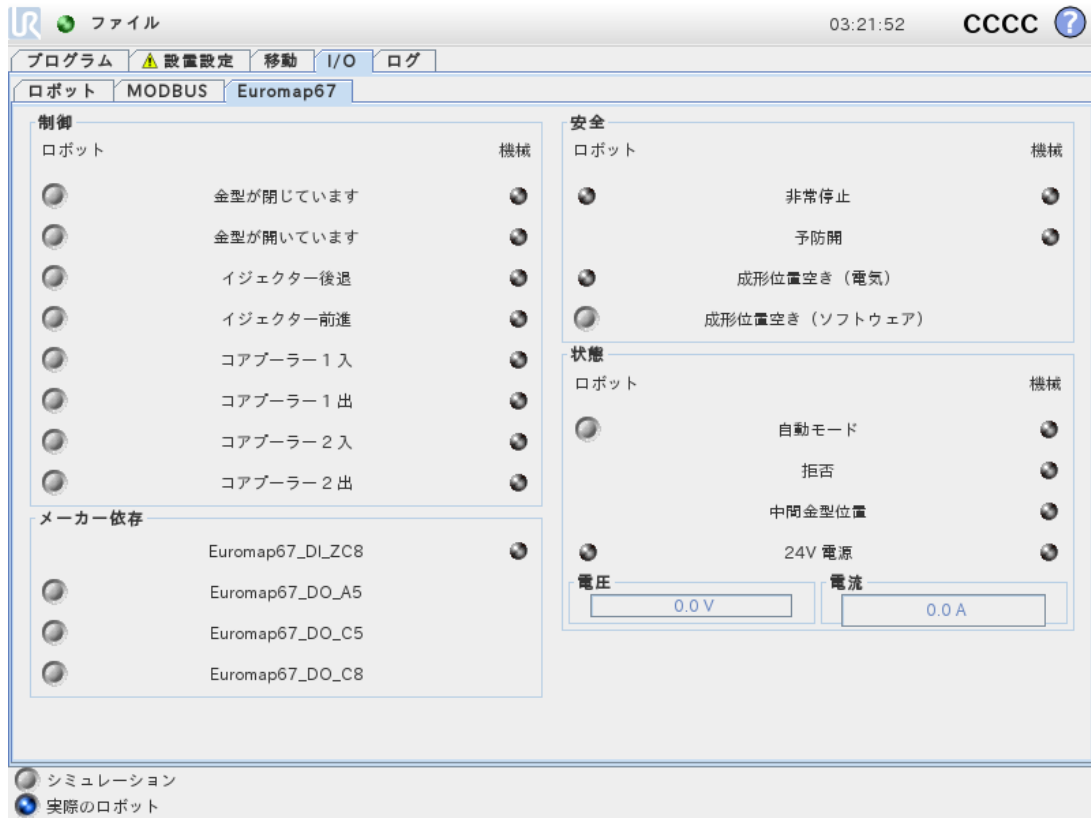 UR ファイル 03:21:52 CCCC ?
プログラム 設置設定 移動 I/O ログ
ロボット MODBUS Euromap67
制御
ロボット 機械
金型が閉じています
金型が開いています
イジェクター後退
イジェクター前進
コアプーラー 1 入
コアプーラー 1 出
コアプーラー 2 入
コアプーラー 2 出
メーカー依存
Euromap67_DI_ZC8
Euromap67_DO_A5
Euromap67_DO_C5
Euromap67_DO_C8
安全
ロボット 機械
非常停止
予防開
成形位置空き（電気）
成形位置空き（ソフトウェア）
状態
ロボット 機械
自動モード
拒否
中間金型位置
24V 電源
電圧 電流
0.0 V 0.0 A
シミュレーション
実際のロボット